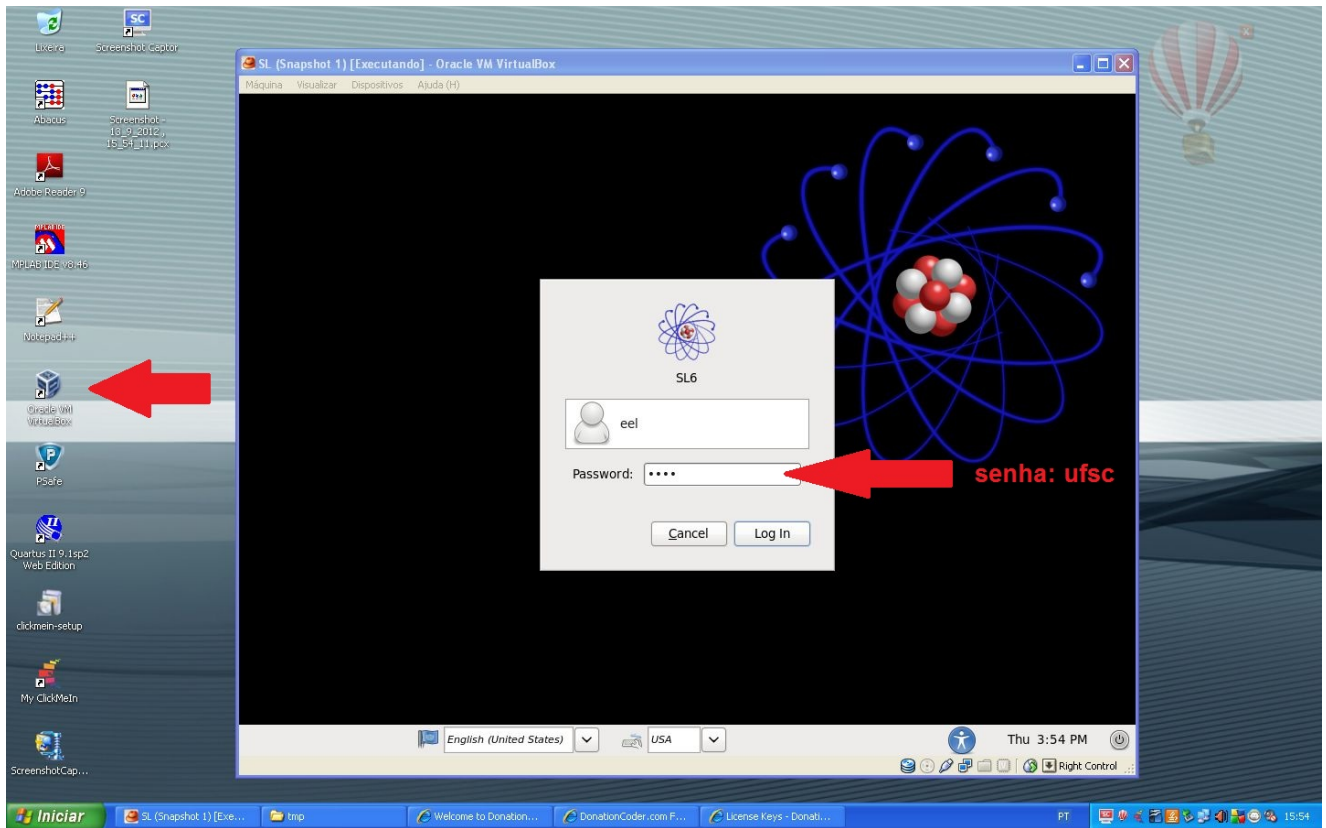 Lixeira
SC
Screenshot Captor
Abacus
Screenshot -
13_9_2012 ,
15_54_11.pcx
Adobe Reader 9
MPLAB IDE
MPLAB IDE v8.46
Notepad++
Oracle VM
VirtualBox
PSafe
II
Quartus II 9.1sp2
Web Edition
clickmein-setup
My ClickMeIn
ScreenshotCap...
SL (Snapshot 1) [Executando] - Oracle VM VirtualBox
Máquina Visualizar Dispositivos Ajuda (H)
SL6
eel
Password: ••••
senha: ufsc
Cancel Log In
English (United States) USA Thu 3:54 PM
Right Control
Iniciar SL (Snapshot 1) [Exe... tmp Welcome to Donation... DonationCoder.com F... License Keys - Donati... PT 15:54